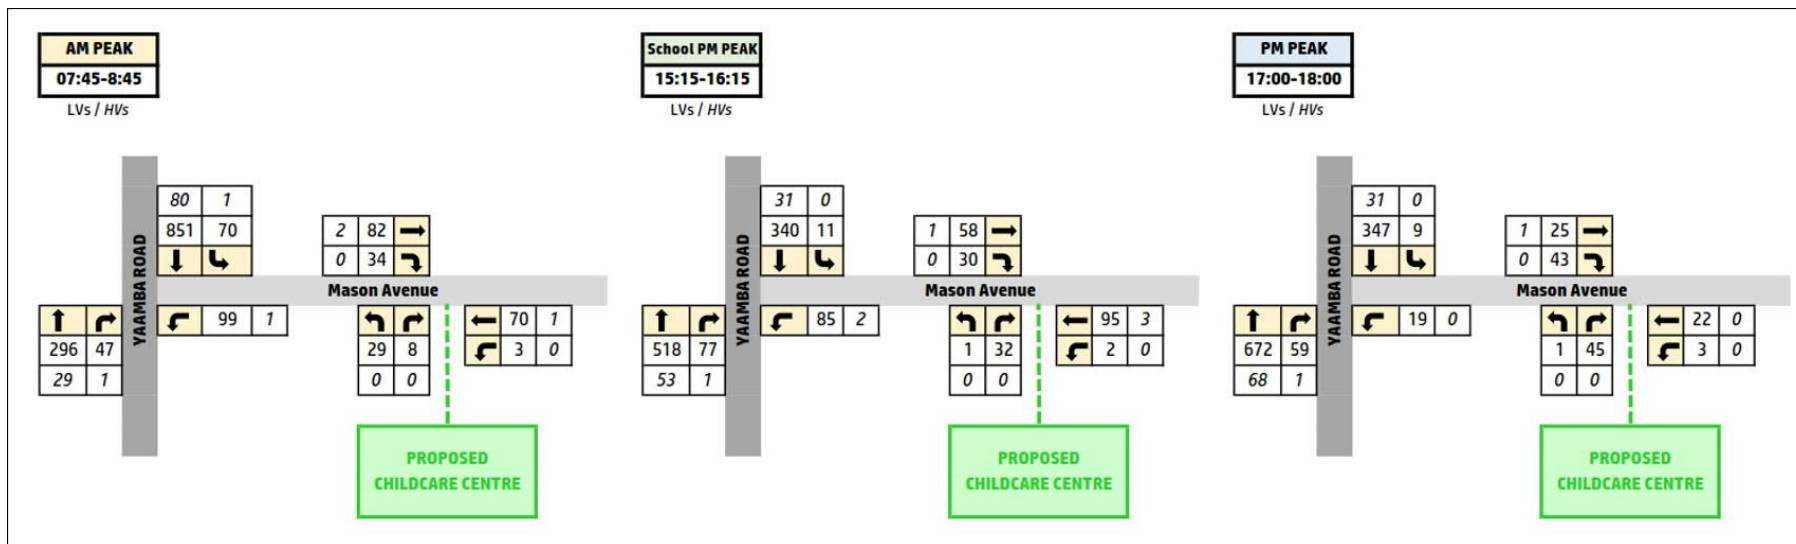 AM PEAK
07:45-8:45
LVs / HVs
80 1
851 70
2 82
0 34
YAAMBA ROAD
Mason Avenue
296 47
29 1
99 1
29 8
0 0
70 1
3 0
PROPOSED
CHILDCARE CENTRE
School PM PEAK
15:15-16:15
LVs / HVs
31 0
340 11
1 58
0 30
YAAMBA ROAD
Mason Avenue
518 77
53 1
85 2
1 32
0 0
95 3
2 0
PROPOSED
CHILDCARE CENTRE
PM PEAK
17:00-18:00
LVs / HVs
31 0
347 9
1 25
0 43
YAAMBA ROAD
Mason Avenue
672 59
68 1
19 0
1 45
0 0
22 0
3 0
PROPOSED
CHILDCARE CENTRE